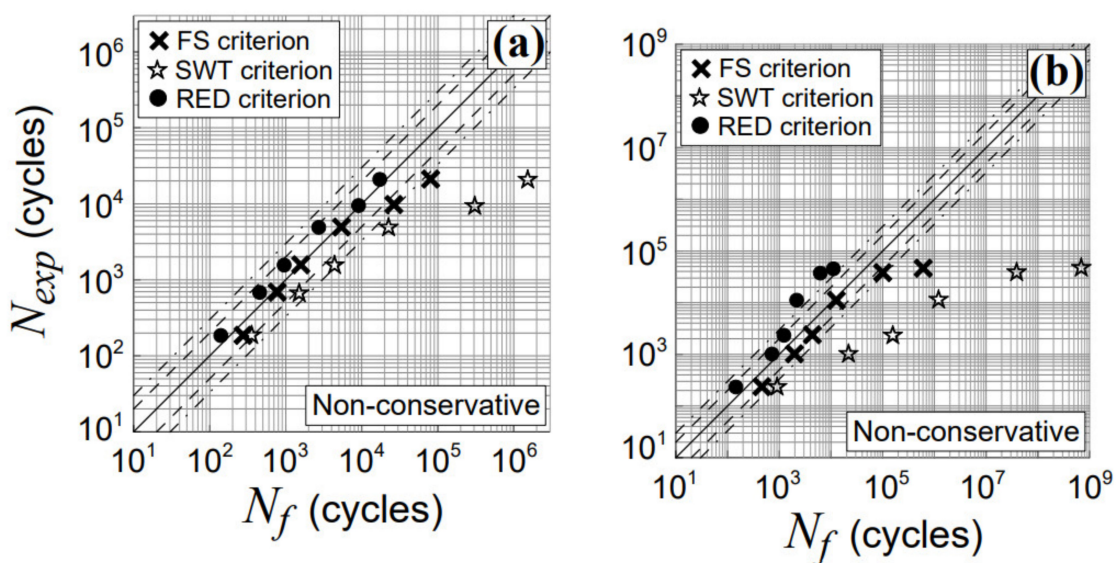 (a)
FS criterion
SWT criterion
RED criterion
Non-conservative
N_exp (cycles)
10^6
10^5
10^4
10^3
10^2
10^1
10^1 10^2 10^3 10^4 10^5 10^6
N_f (cycles)
(b)
FS criterion
SWT criterion
RED criterion
Non-conservative
10^9
10^7
10^5
10^3
10^1
10^1 10^3 10^5 10^7 10^9
N_f (cycles)